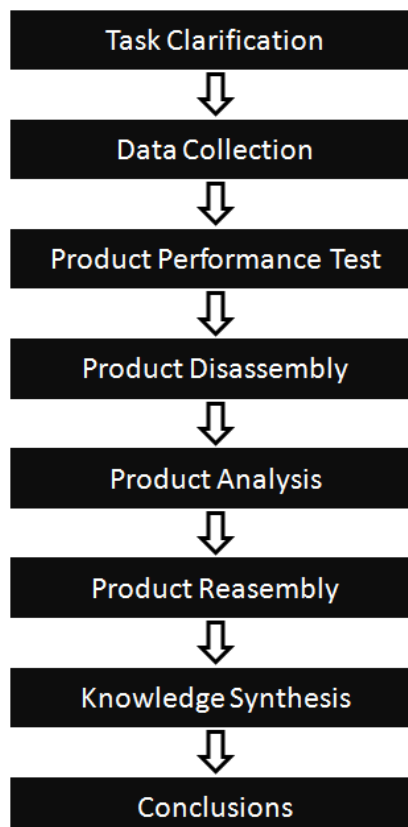 Task Clarification
Data Collection
Product Performance Test
Product Disassembly
Product Analysis
Product Reasembly
Knowledge Synthesis
Conclusions